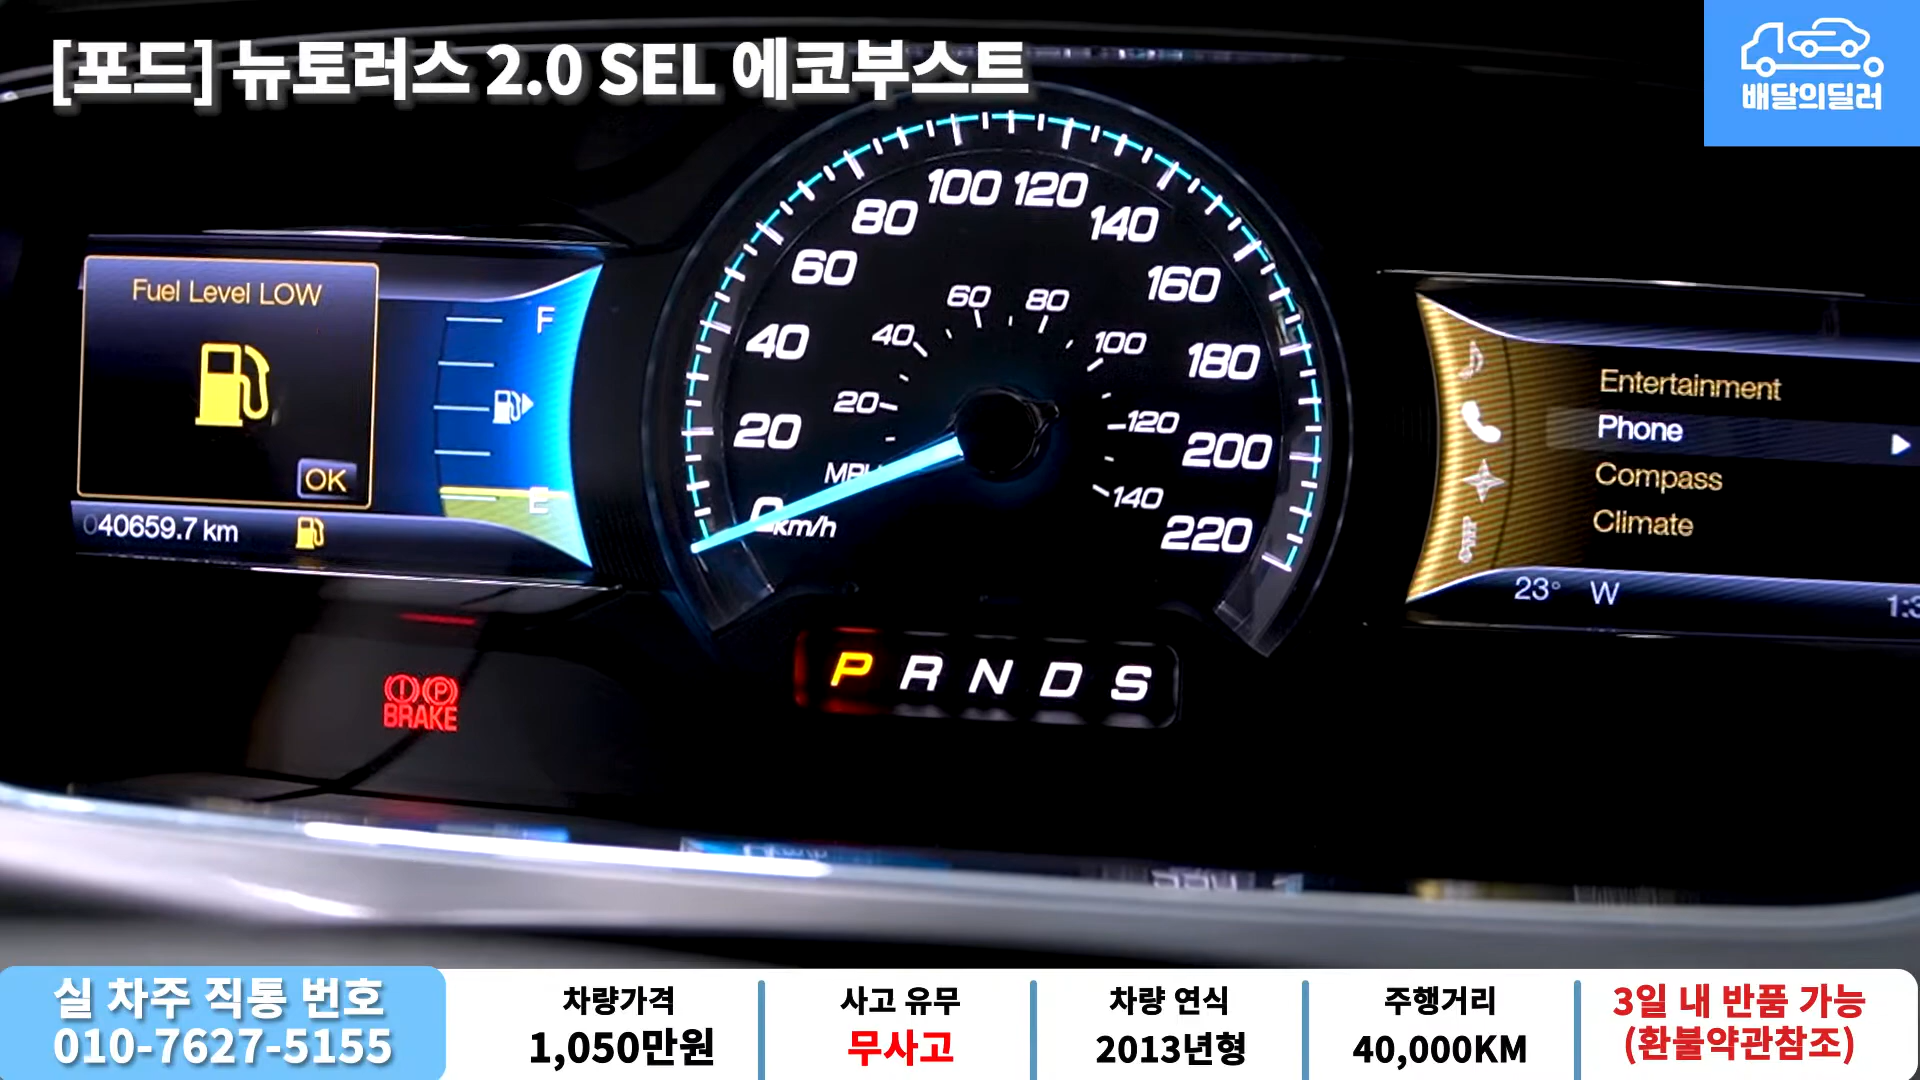 [포드] 뉴토러스 2.0 SEL 에코부스트
배달의딜러
Fuel Level LOW
OK
F
E
040659.7 km
0
20
40
60
80
100
120
140
160
180
200
220
km/h
20
40
60
80
100
120
140
MPH
P R N D S
BRAKE
Entertainment
Phone
Compass
Climate
23° W
실 차주 직통 번호
010-7627-5155
차량가격
1,050만원
사고 유무
무사고
차량 연식
2013년형
주행거리
40,000KM
3일 내 반품 가능
(환불약관참조)